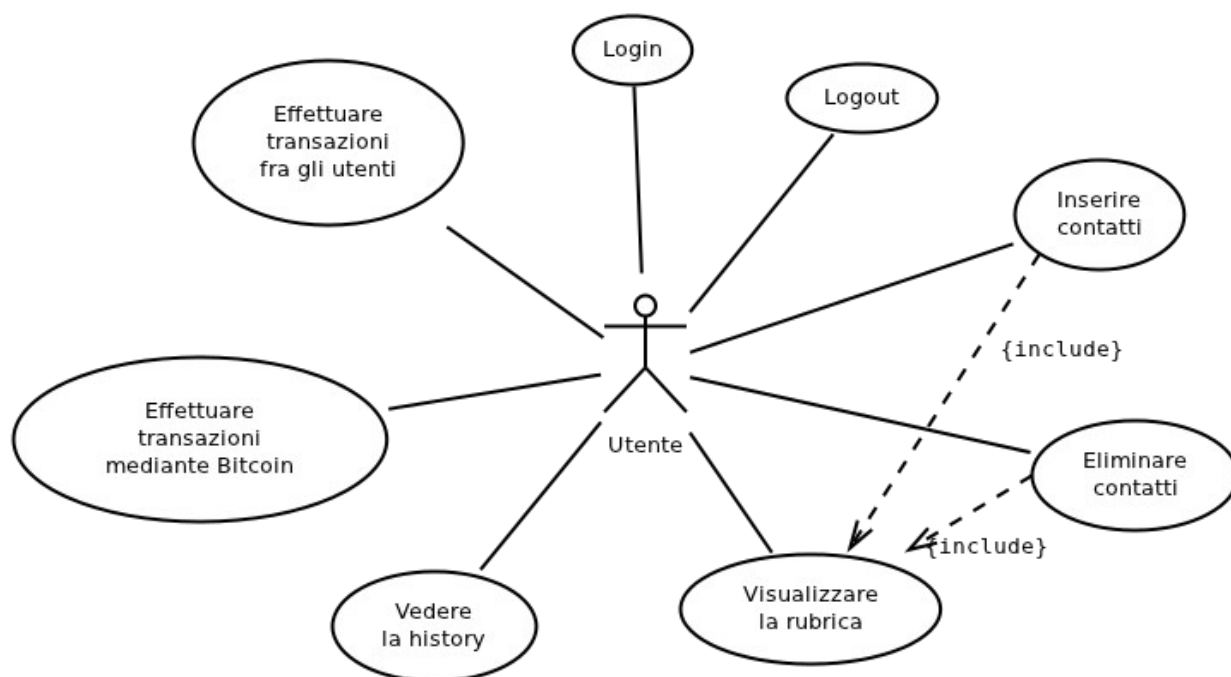 Login
Logout
Effettuare
transazioni
fra gli utenti
Inserire
contatti
{include}
Effettuare
transazioni
mediante Bitcoin
Utente
Eliminare
contatti
{include}
Vedere
la history
Visualizzare
la rubrica